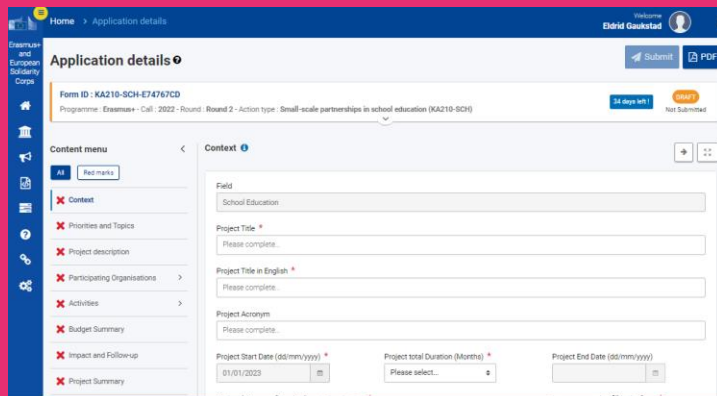 Home > Application details
Welcome
Eldrid Gaukstad
Erasmus+
and
European
Solidarity
Corps
Application details
Submit
PDF
Form ID : KA210-SCH-E74767CD
Programme : Erasmus+ - Call : 2022 - Round : Round 2 - Action type : Small-scale partnerships in school education (KA210-SCH)
34 days left !
DRAFT
Not Submitted
Content menu
All
Red marks
Context
Priorities and Topics
Project description
Participating Organisations
Activities
Budget Summary
Impact and Follow-up
Project Summary
Context
Field
School Education
Project Title *
Please complete...
Project Title in English *
Please complete...
Project Acronym
Please complete...
Project Start Date (dd/mm/yyyy) *
Project total Duration (Months) *
Project End Date (dd/mm/yyyy)
01/01/2023
Please select...